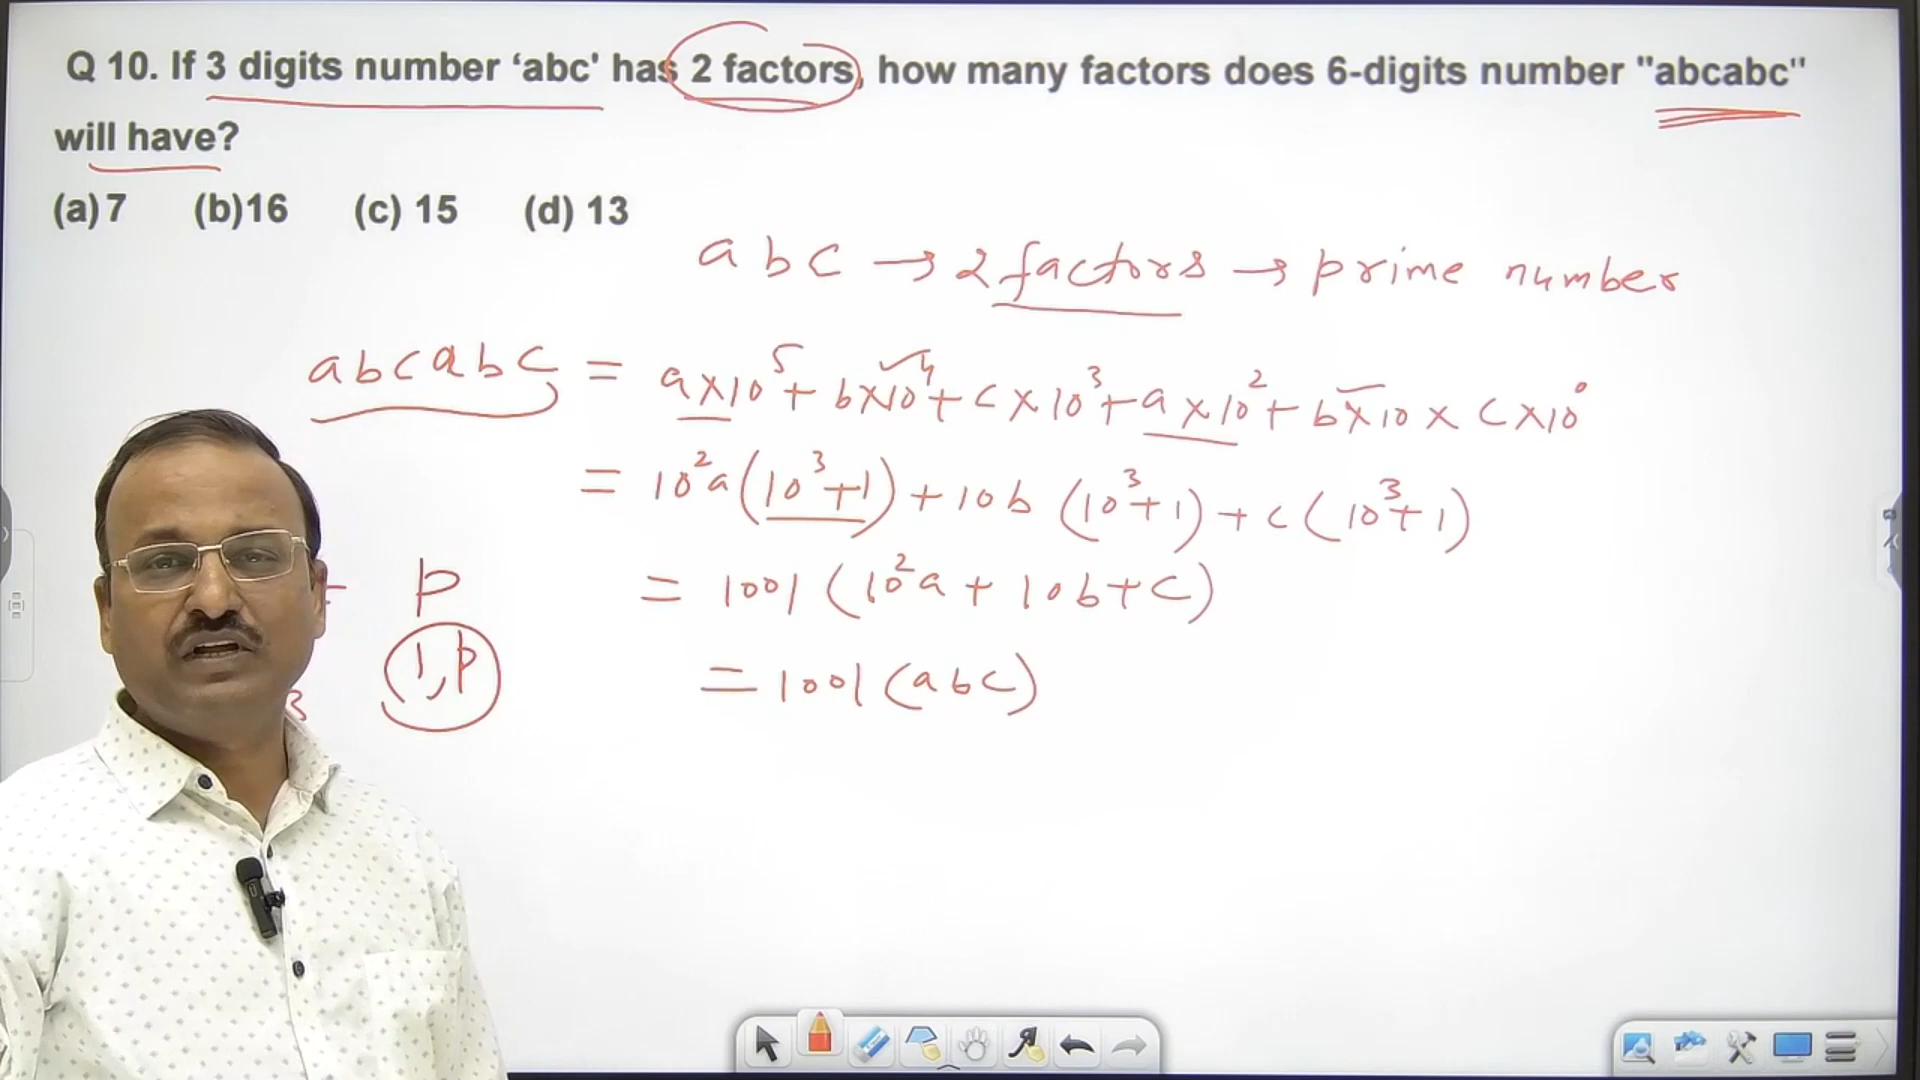 Q 10. If 3 digits number ‘abc' has 2 factors, how many factors does 6-digits number "abcabc"
will have?
(a) 7 (b)16 (c) 15 (d) 13
abc → 2 factors → prime number
abcabc = a×10⁵ + b×10⁴ + c×10³ + a×10² + b×10 × c×10⁰
= 10²a(10³+1) + 10b (10³+1) + c(10³+1)
p = 1001 (10²a + 10b + c)
1, p = 1001 (abc)
3